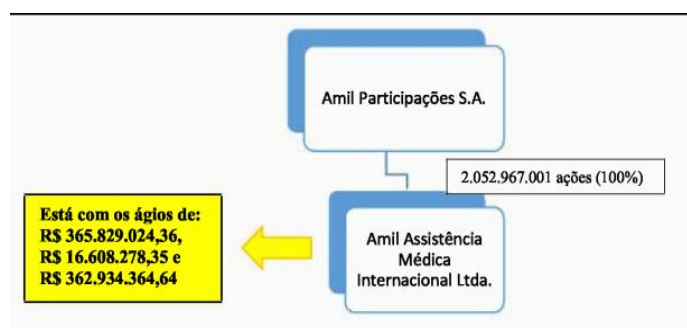 Amil Participações S.A.
2.052.967.001 ações (100%)
Está com os ágios de:
R$ 365.829.024,36,
R$ 16.608.278,35 e
R$ 362.934.364,64
Amil Assistência
Médica
Internacional Ltda.